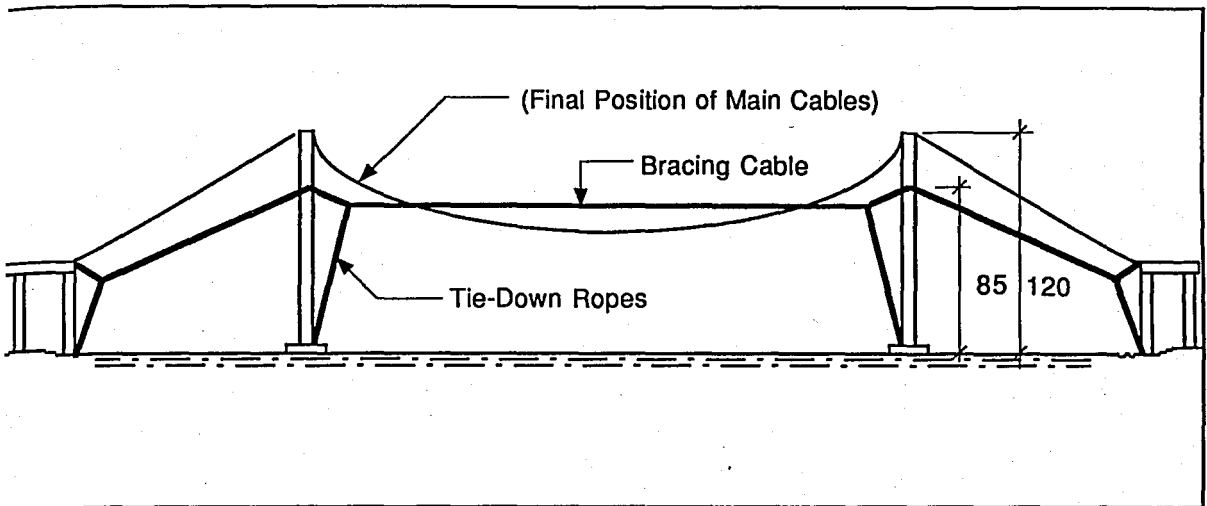 (Final Position of Main Cables)
Bracing Cable
Tie-Down Ropes
85 120